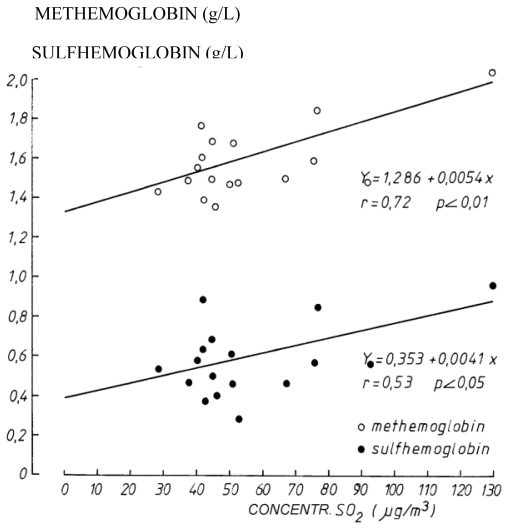 METHEMOGLOBIN (g/L)
SULFHEMOGLOBIN (g/L)
2,0
1,8
1,6
1,4
1,2
1,0
0,8
0,6
0,4
0,2
0
Y=1,286 +0,0054 x
r = 0,72 p<0,01
Y=0,353 +0,0041 x
r = 0,53 p<0,05
methemoglobin
sulfhemoglobin
0 10 20 30 40 50 60 70 80 90 100 110 120 130
CONCENTR. SO2 (μg/m³)